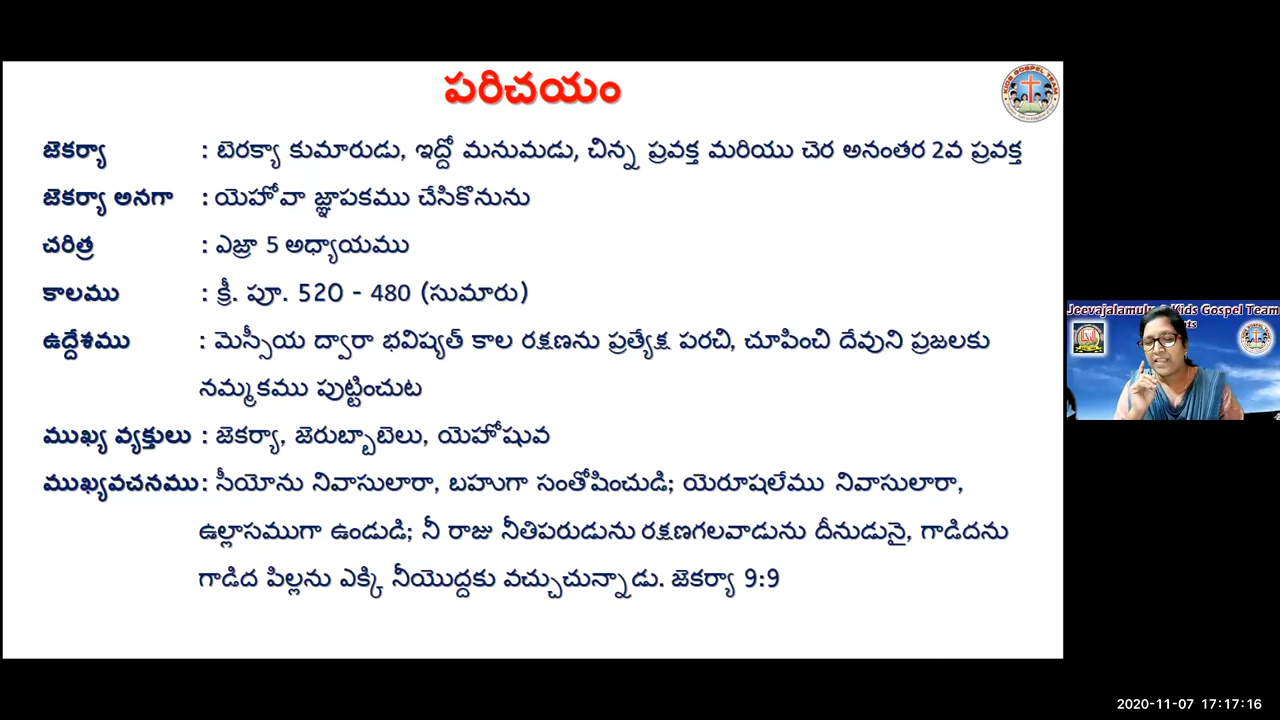 పరిచయం
జెకర్యా : బెరక్యా కుమారుడు, ఇద్దో మనుమడు, చిన్న ప్రవక్త మరియు చెర అనంతర 2వ ప్రవక్త
జెకర్యా అనగా : యెహోవా జ్ఞాపకము చేసికొనును
చరిత్ర : ఎజ్రా 5 అధ్యాయము
కాలము : క్రీ. పూ. 520 - 480 (సుమారు)
ఉద్దేశము : మెస్సీయ ద్వారా భవిష్యత్ కాల రక్షణను ప్రత్యేక్ష పరచి, చూపించి దేవుని ప్రజలకు
నమ్మకము పుట్టించుట
ముఖ్య వ్యక్తులు : జెకర్యా, జెరుబ్బాబెలు, యెహోషువ
ముఖ్యవచనము : సీయోను నివాసులారా, బహుగా సంతోషించుడి; యెరూషలేము నివాసులారా,
ఉల్లాసముగా ఉండుడి; నీ రాజు నీతిపరుడును రక్షణగలవాడును దీనుడునై, గాడిదను
గాడిద పిల్లను ఎక్కి నీయొద్దకు వచ్చుచున్నాడు. జెకర్యా 9:9
KIDS GOSPEL TEAM
Jeevajalamulu & Kids Gospel Team
2020-11-07 17:17:16